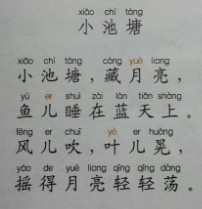 xiǎo chí táng
小池塘
xiǎo chí táng, cáng yuè liang
小池塘，藏月亮，
yú er shuì zài lán tiān shàng
鱼儿睡在蓝天上。
fēng er chuī yè er huàng
风儿吹，叶儿晃，
yáo de yuè liang qīng qīng dàng
摇得月亮轻轻荡。